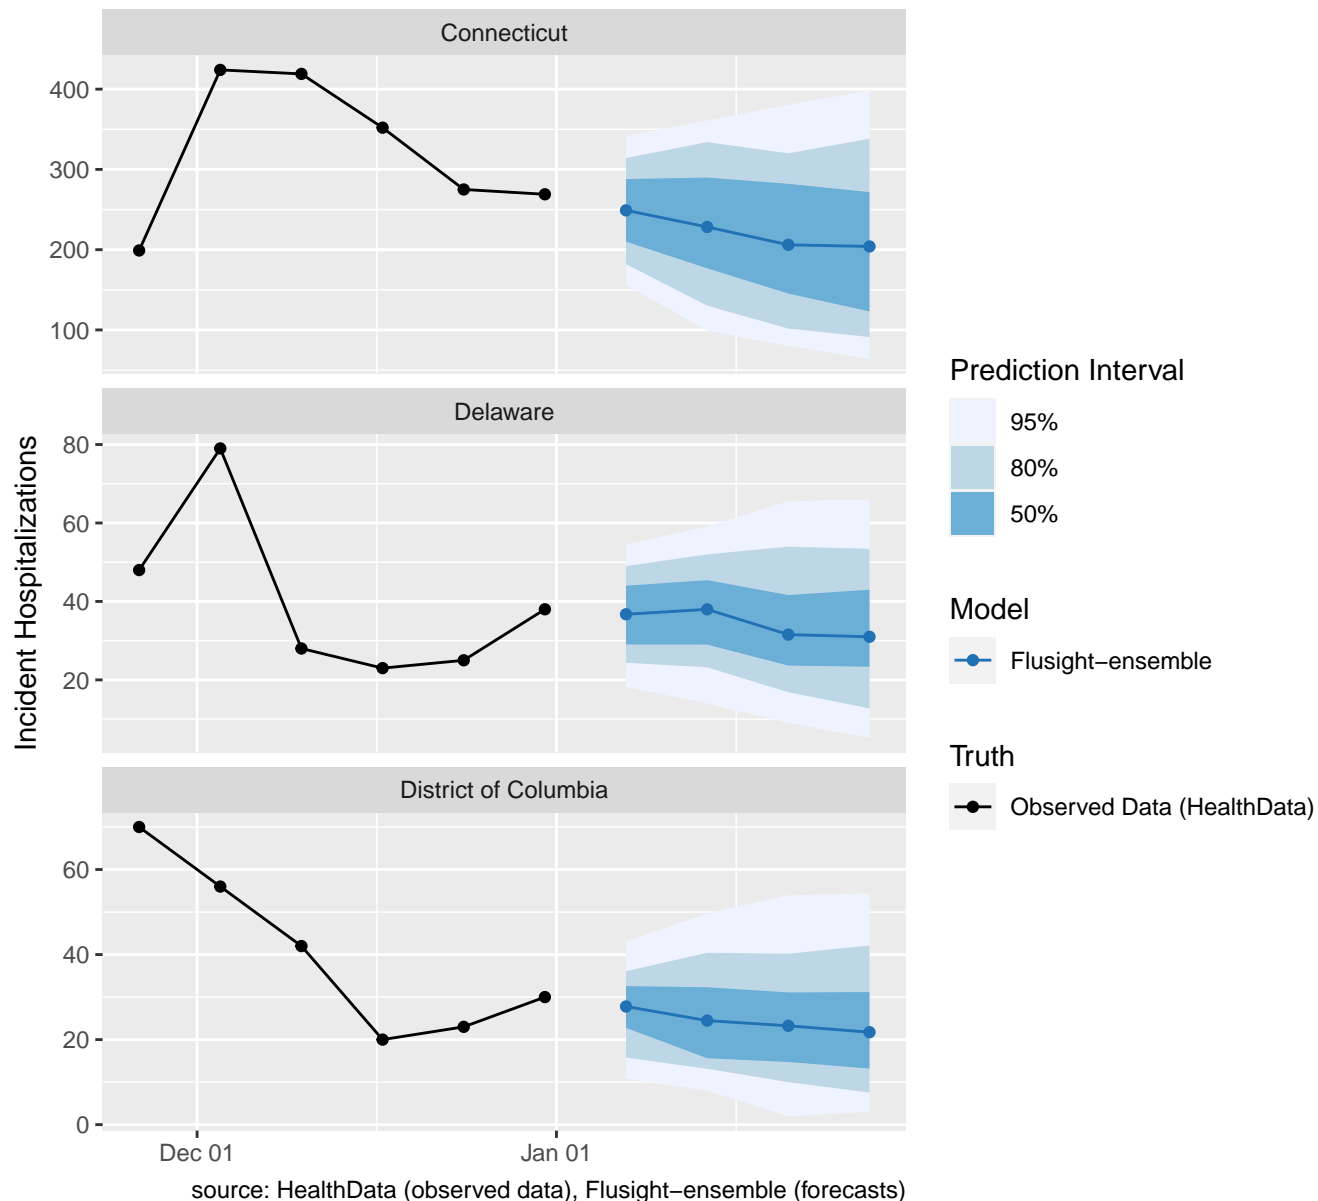 Connecticut
400
300
200
100
Delaware
80
60
40
20
District of Columbia
60
40
20
0
Dec 01
Jan 01
Incident Hospitalizations
source: HealthData (observed data), Flusight−ensemble (forecasts)
Prediction Interval
95%
80%
50%
Model
Flusight−ensemble
Truth
Observed Data (HealthData)